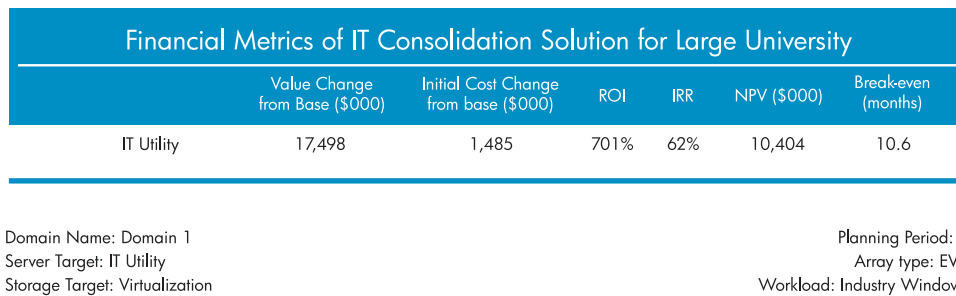 Financial Metrics of IT Consolidation Solution for Large University
Value Change from Base ($000) Initial Cost Change from base ($000) ROI IRR NPV ($000) Break-even (months)
IT Utility 17,498 1,485 701% 62% 10,404 10.6
Domain Name: Domain 1 Planning Period:
Server Target: IT Utility Array type:
Storage Target: Virtualization Workload: Industry